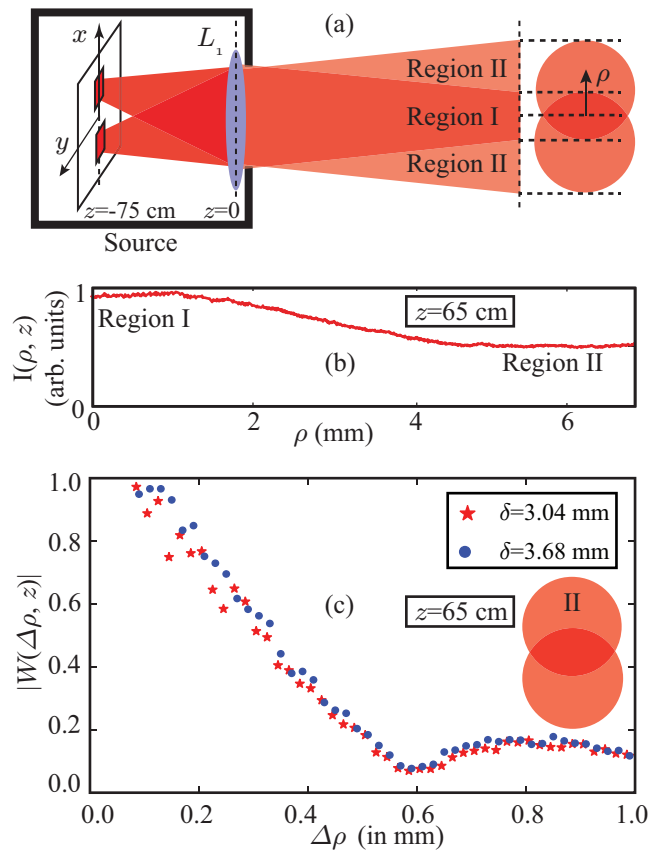 (a)
x
L₁
y
z=-75 cm
z=0
Source
Region II
Region I
Region II
ρ
I(ρ, z)
(arb. units)
1
0
Region I
z=65 cm
(b)
Region II
0
2
4
6
ρ (mm)
|W(Δρ, z)|
1.0
0.8
0.6
0.4
0.2
0.0
δ=3.04 mm
δ=3.68 mm
(c)
z=65 cm
II
0.0
0.2
0.4
0.6
0.8
1.0
Δρ (in mm)